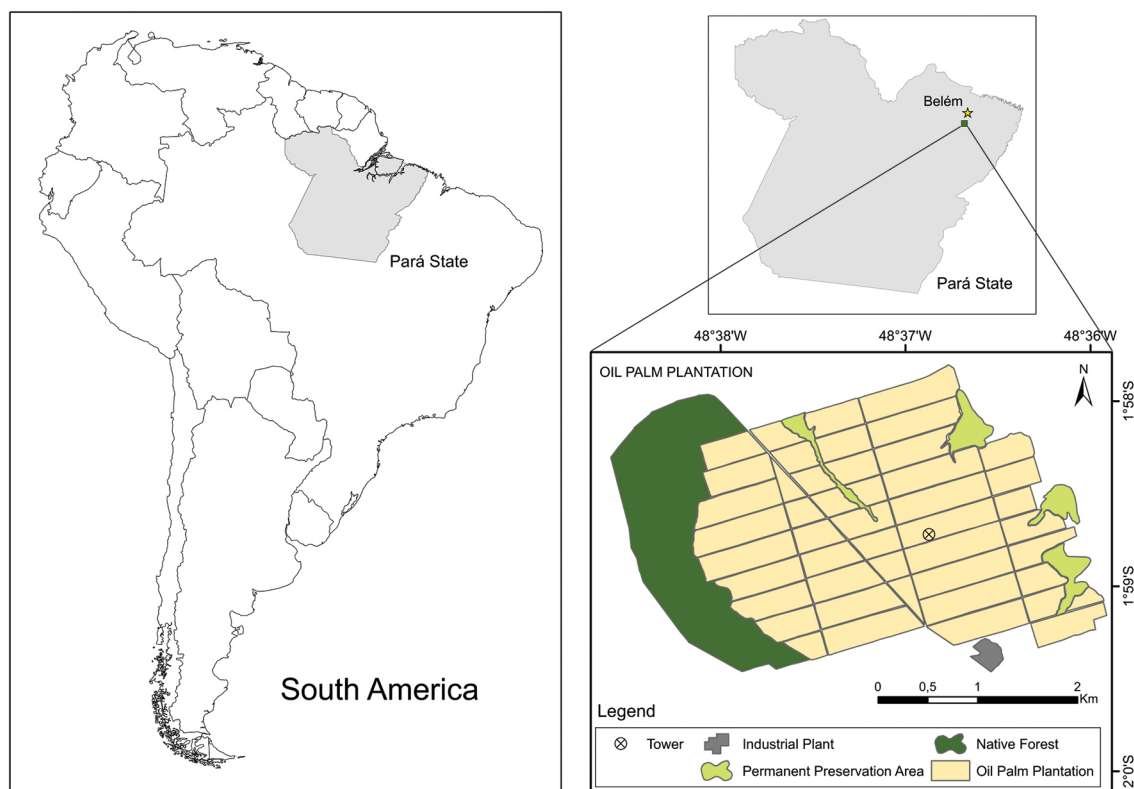 Pará State
South America
Belém
Pará State
48°38'W
48°37'W
48°36'W
OIL PALM PLANTATION
N
1°58'S
1°59'S
2°0'S
0
0,5
1
2
Km
Legend
Tower
Industrial Plant
Native Forest
Permanent Preservation Area
Oil Palm Plantation